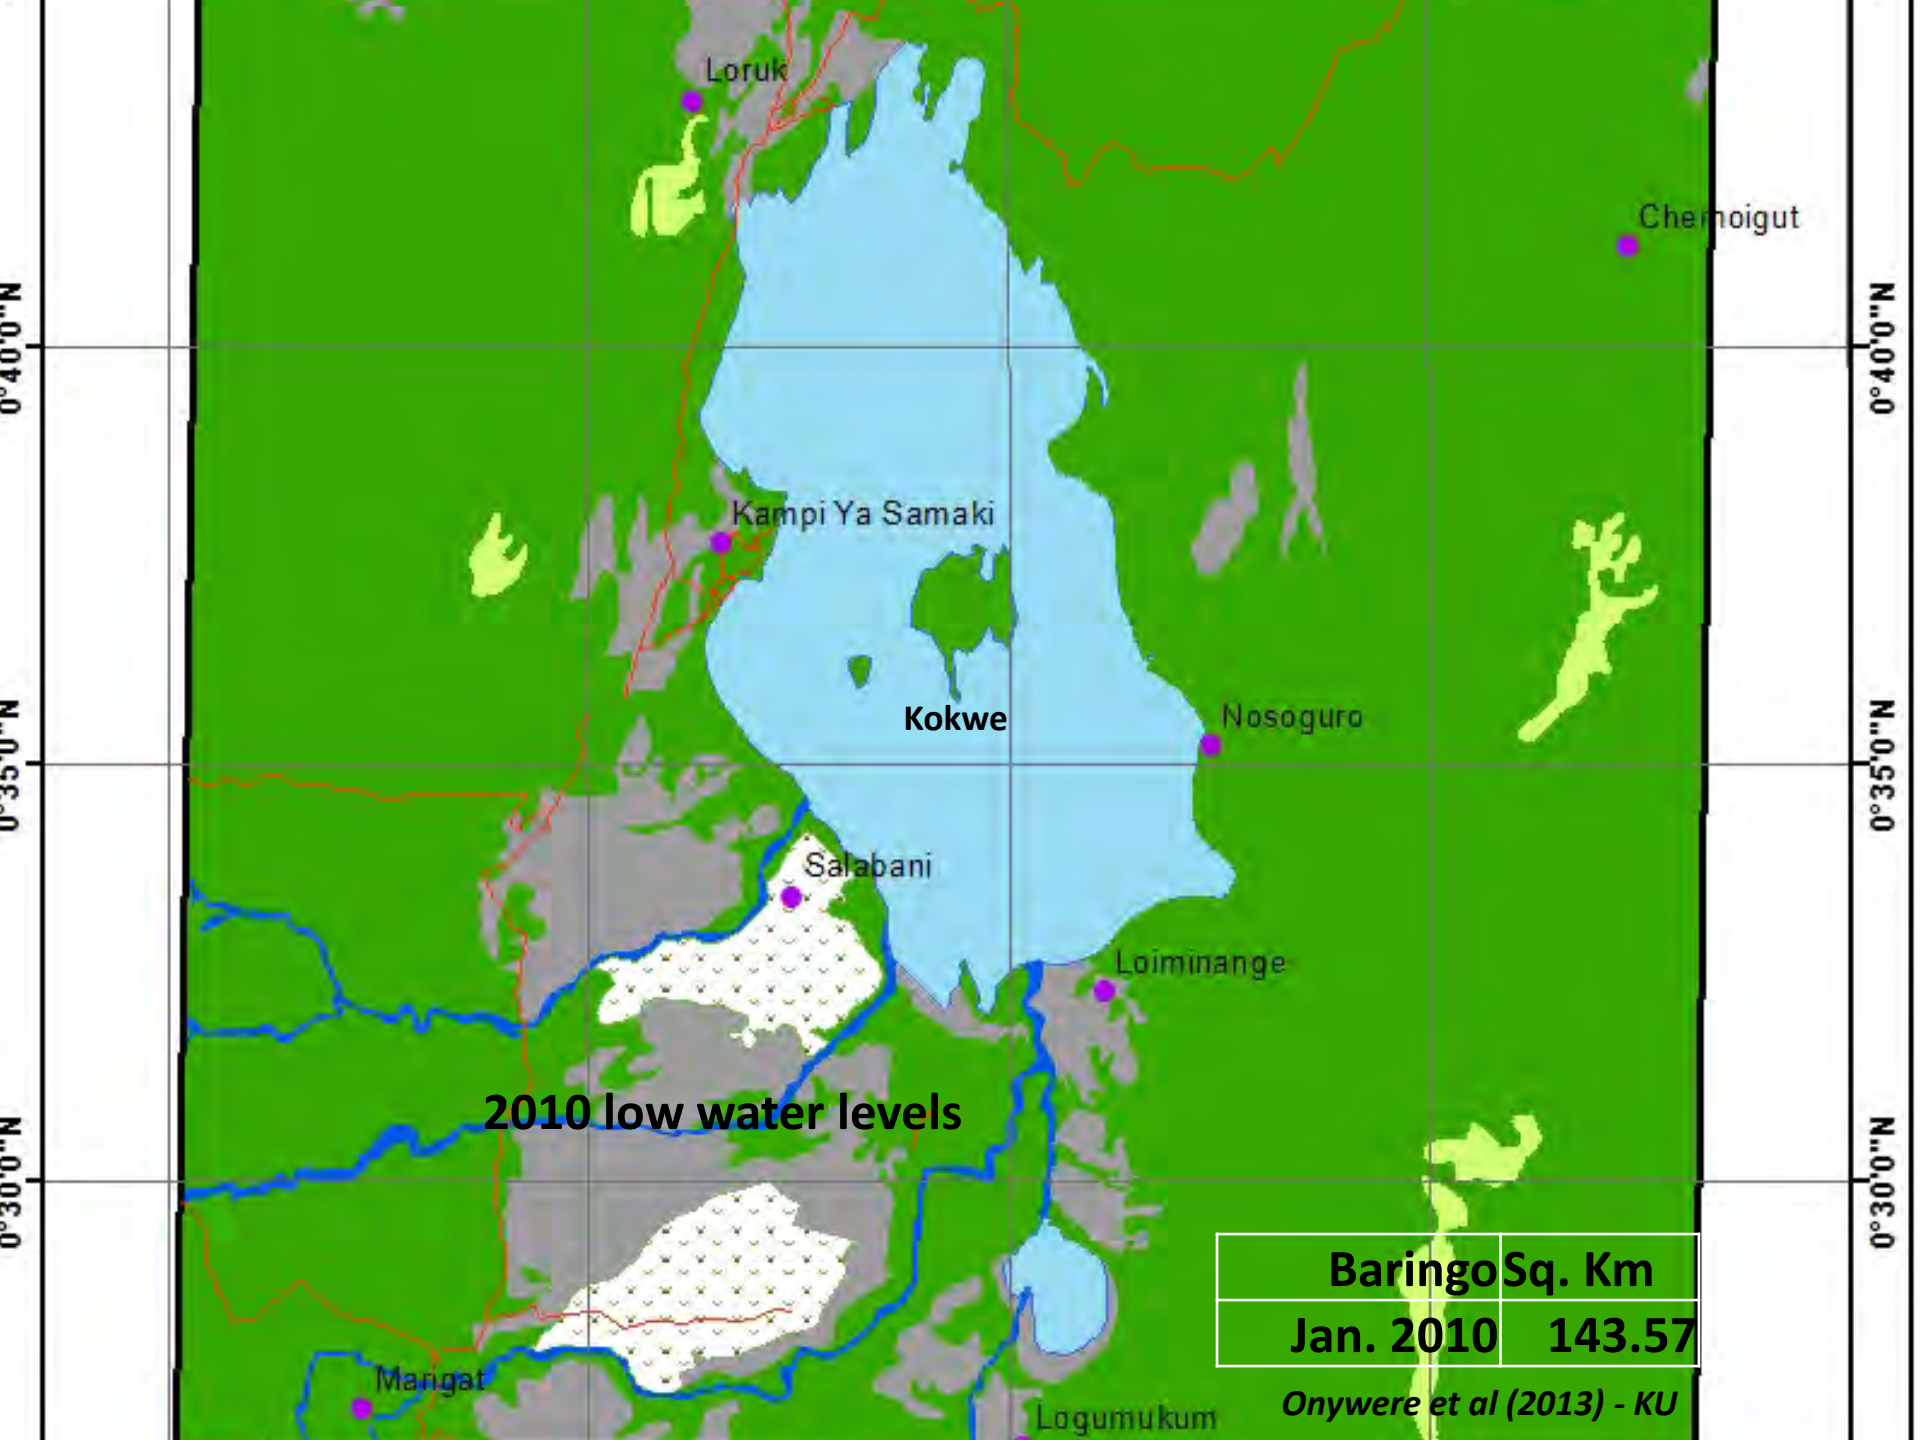 Loruk
Chemoigut
0°40'0"N
0°40'0"N
Kampi Ya Samaki
Kokwe
Nosoguro
0°35'0"N
0°35'0"N
Salabani
Loiminange
2010 low water levels
0°30'0"N
0°30'0"N
Baringo Sq. Km
Jan. 2010 143.57
Marigat
Onywere et al (2013) - KU
Logumukum